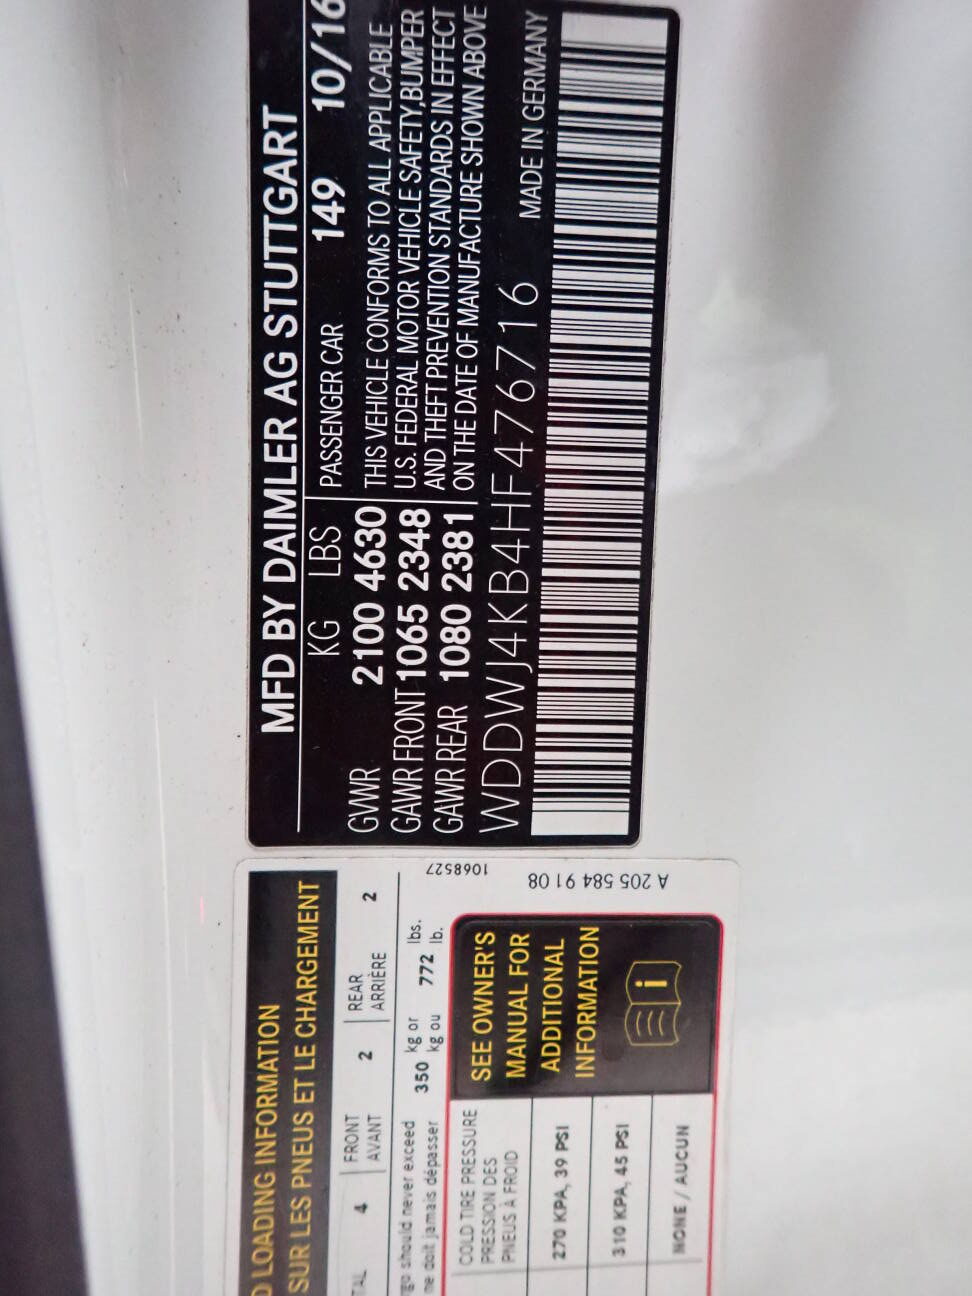 MFD BY DAIMLER AG STUTTGART
KG LBS PASSENGER CAR 149 10/16
GVWR 2100 4630 THIS VEHICLE CONFORMS TO ALL APPLICABLE
GAWR FRONT 1065 2348 U.S. FEDERAL MOTOR VEHICLE SAFETY,BUMPER
GAWR REAR 1080 2381 AND THEFT PREVENTION STANDARDS IN EFFECT
ON THE DATE OF MANUFACTURE SHOWN ABOVE
WDDWJ4KB4HF476716 MADE IN GERMANY
LOADING INFORMATION
SUR LES PNEUS ET LE CHARGEMENT
4 FRONT 2 REAR 2
AVANT ARRIÈRE
should never exceed 350 kg or 772 lbs.
ne doit jamais dépasser kg ou lb.
COLD TIRE PRESSURE
PRESSION DES
PNEUS À FROID
270 KPA, 39 PSI
310 KPA, 45 PSI
NONE / AUCUN
SEE OWNER'S
MANUAL FOR
ADDITIONAL
INFORMATION
i
1068527
A 205 584 91 08